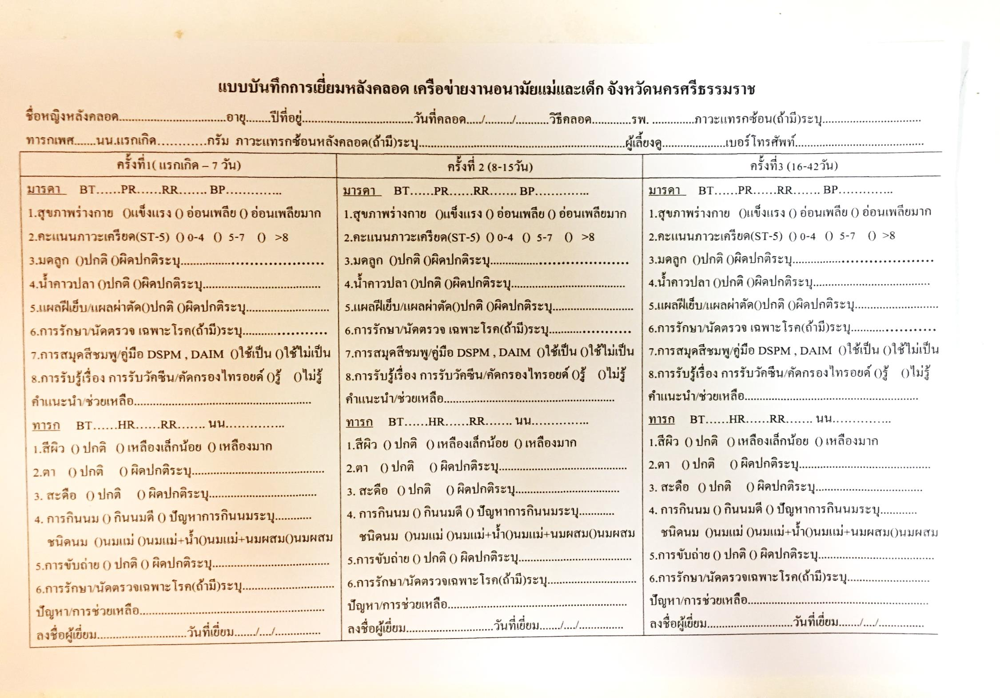 แบบบันทึกการเยี่ยมหลังคลอด เครือข่ายงานอนามัยแม่และเด็ก จังหวัดนครศรีธรรมราช
ชื่อหญิงหลังคลอด..................................อายุ........ปีที่อยู่...................................วันที่คลอด...../........./..........วิธีคลอด............รพ. .............ภาวะแทรกซ้อน(ถ้ามี)ระบุ...............................
ทารกเพศ.......นน.แรกเกิด............กรัม ภาวะแทรกซ้อนหลังคลอด(ถ้ามี)ระบุ.................................................................ผู้เลี้ยงดู....................เบอร์โทรศัพท์.........................................
ครั้งที่1( แรกเกิด – 7 วัน)
มารดา BT......PR......RR....... BP..............
1.สุขภาพร่างกาย ()แข็งแรง () อ่อนเพลีย () อ่อนเพลียมาก
2.คะแนนภาวะเครียด(ST-5) () 0-4 () 5-7 () >8
3.มดลูก ()ปกติ ()ผิดปกติระบุ.....................................
4.น้ำคาวปลา ()ปกติ ()ผิดปกติระบุ.....................................
5.แผลฝีเย็บ/แผลผ่าตัด()ปกติ ()ผิดปกติระบุ..........................
6.การรักษา/นัดตรวจ เฉพาะโรค(ถ้ามี)ระบุ......................
7.การสมุดสีชมพู/คู่มือ DSPM , DAIM ()ใช้เป็น ()ใช้ไม่เป็น
8.การรับรู้เรื่อง การรับวัคซีน/คัดกรองไทรอยด์ ()รู้ ()ไม่รู้
คำแนะนำ/ช่วยเหลือ.........................................................
ทารก BT......HR......RR....... นน...............
1.สีผิว () ปกติ () เหลืองเล็กน้อย () เหลืองมาก
2.ตา () ปกติ () ผิดปกติระบุ..........................................
3. สะดือ () ปกติ () ผิดปกติระบุ..................................
4. การกินนม () กินนมดี () ปัญหาการกินนมระบุ............
ชนิดนม ()นมแม่ ()นมแม่+น้ำ()นมแม่+นมผสม()นมผสม
5.การขับถ่าย () ปกติ () ผิดปกติระบุ.....................................
6.การรักษา/นัดตรวจเฉพาะโรค(ถ้ามี)ระบุ.............................
ปัญหา/การช่วยเหลือ...........................................................
ลงชื่อผู้เยี่ยม............................วันที่เยี่ยม......./..../..............
ครั้งที่ 2 (8-15วัน)
มารดา BT......PR......RR....... BP..............
1.สุขภาพร่างกาย ()แข็งแรง () อ่อนเพลีย () อ่อนเพลียมาก
2.คะแนนภาวะเครียด(ST-5) () 0-4 () 5-7 () >8
3.มดลูก ()ปกติ ()ผิดปกติระบุ.....................................
4.น้ำคาวปลา ()ปกติ ()ผิดปกติระบุ.....................................
5.แผลฝีเย็บ/แผลผ่าตัด()ปกติ ()ผิดปกติระบุ..........................
6.การรักษา/นัดตรวจ เฉพาะโรค(ถ้ามี)ระบุ......................
7.การสมุดสีชมพู/คู่มือ DSPM , DAIM ()ใช้เป็น ()ใช้ไม่เป็น
8.การรับรู้เรื่อง การรับวัคซีน/คัดกรองไทรอยด์ ()รู้ ()ไม่รู้
คำแนะนำ/ช่วยเหลือ.........................................................
ทารก BT......HR......RR....... นน...............
1.สีผิว () ปกติ () เหลืองเล็กน้อย () เหลืองมาก
2.ตา () ปกติ () ผิดปกติระบุ..........................................
3. สะดือ () ปกติ () ผิดปกติระบุ..................................
4. การกินนม () กินนมดี () ปัญหาการกินนมระบุ............
ชนิดนม ()นมแม่ ()นมแม่+น้ำ()นมแม่+นมผสม()นมผสม
5.การขับถ่าย () ปกติ () ผิดปกติระบุ.....................................
6.การรักษา/นัดตรวจเฉพาะโรค(ถ้ามี)ระบุ.............................
ปัญหา/การช่วยเหลือ...........................................................
ลงชื่อผู้เยี่ยม............................วันที่เยี่ยม......./..../..............
ครั้งที่3 (16-42วัน)
มารดา BT......PR......RR....... BP..............
1.สุขภาพร่างกาย ()แข็งแรง () อ่อนเพลีย () อ่อนเพลียมาก
2.คะแนนภาวะเครียด(ST-5) () 0-4 () 5-7 () >8
3.มดลูก ()ปกติ ()ผิดปกติระบุ.....................................
4.น้ำคาวปลา ()ปกติ ()ผิดปกติระบุ.....................................
5.แผลฝีเย็บ/แผลผ่าตัด()ปกติ ()ผิดปกติระบุ..........................
6.การรักษา/นัดตรวจ เฉพาะโรค(ถ้ามี)ระบุ......................
7.การสมุดสีชมพู/คู่มือ DSPM , DAIM ()ใช้เป็น ()ใช้ไม่เป็น
8.การรับรู้เรื่อง การรับวัคซีน/คัดกรองไทรอยด์ ()รู้ ()ไม่รู้
คำแนะนำ/ช่วยเหลือ.........................................................
ทารก BT......HR......RR....... นน...............
1.สีผิว () ปกติ () เหลืองเล็กน้อย () เหลืองมาก
2.ตา () ปกติ () ผิดปกติระบุ..........................................
3. สะดือ () ปกติ () ผิดปกติระบุ..................................
4. การกินนม () กินนมดี () ปัญหาการกินนมระบุ............
ชนิดนม ()นมแม่ ()นมแม่+น้ำ()นมแม่+นมผสม()นมผสม
5.การขับถ่าย () ปกติ () ผิดปกติระบุ.....................................
6.การรักษา/นัดตรวจเฉพาะโรค(ถ้ามี)ระบุ..........................
ปัญหา/การช่วยเหลือ...........................................................
ลงชื่อผู้เยี่ยม............................วันที่เยี่ยม......./..../..............